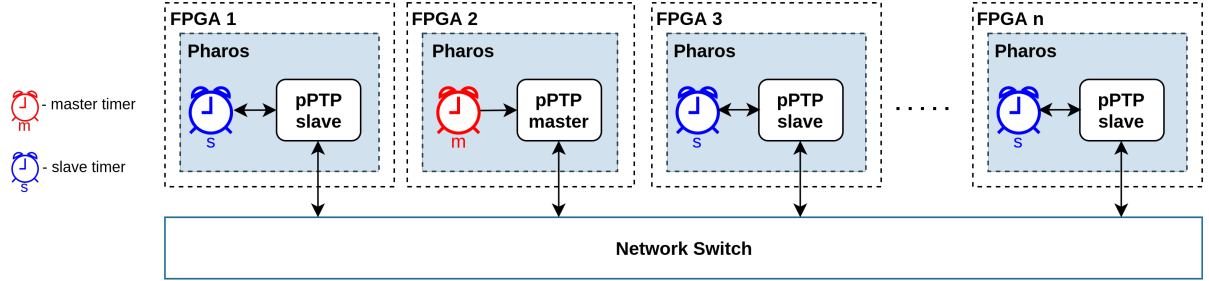 FPGA 1
Pharos
pPTP
slave
s
FPGA 2
Pharos
pPTP
master
m
FPGA 3
Pharos
pPTP
slave
s
. . . . . .
FPGA n
Pharos
pPTP
slave
s
- master timer
m
- slave timer
s
Network Switch